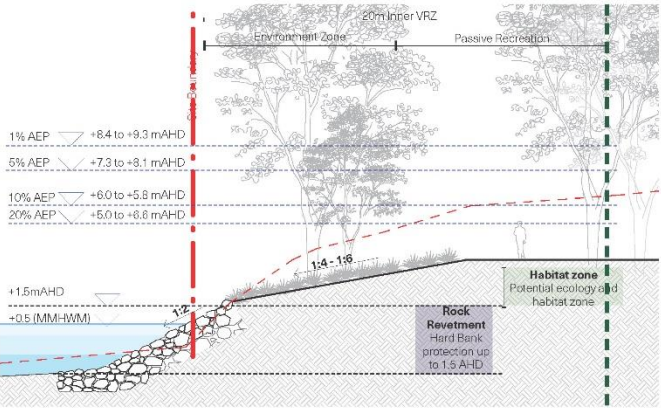 20m Inner VRZ
Environment Zone
Passive Recreation
1% AEP
+8.4 to +9.3 mAHD
5% AEP
+7.3 to +8.1 mAHD
10% AEP
+6.0 to +5.8 mAHD
20% AEP
+5.0 to +6.6 mAHD
1:4 - 1:6
+1.5mAHD
1:2
+0.5 (MMHWM)
Habitat zone
Potential ecology and
habitat zone
Rock
Revetment
Hard Bank
protection up
to 1.5 AHD